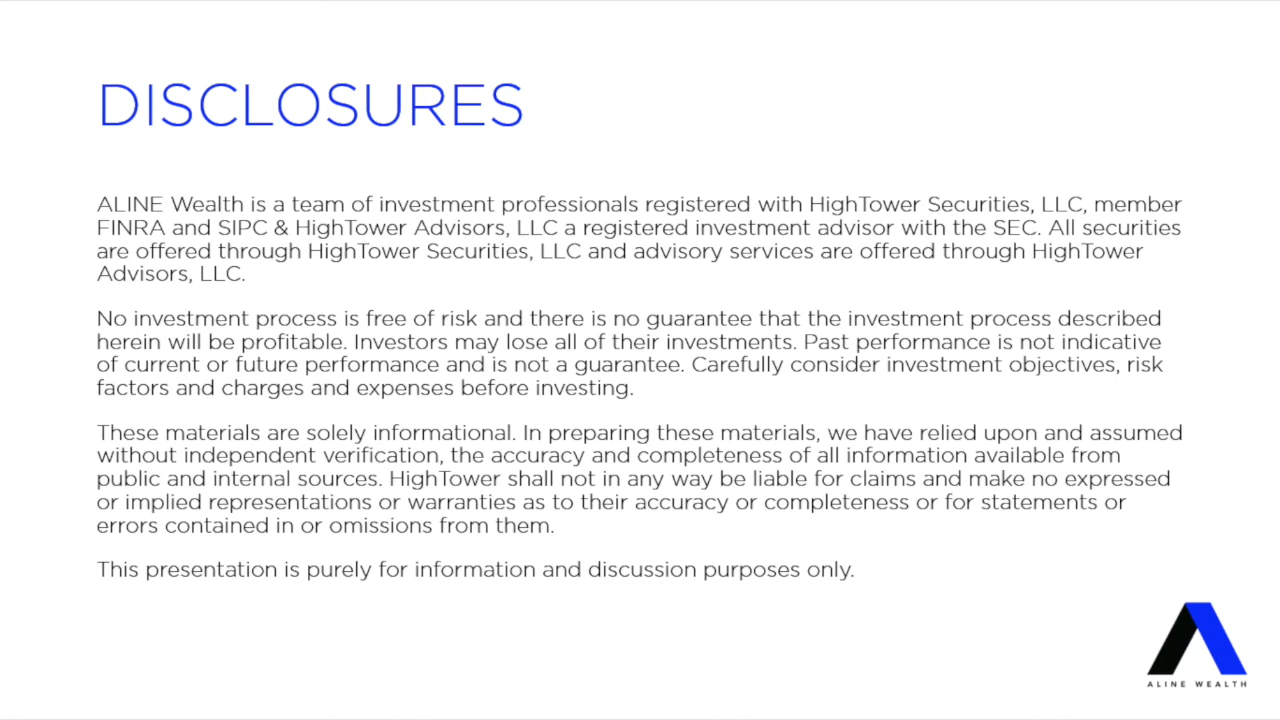 DISCLOSURES
ALINE Wealth is a team of investment professionals registered with HighTower Securities, LLC, member
FINRA and SIPC & HighTower Advisors, LLC a registered investment advisor with the SEC. All securities
are offered through HighTower Securities, LLC and advisory services are offered through HighTower
Advisors, LLC.
No investment process is free of risk and there is no guarantee that the investment process described
herein will be profitable. Investors may lose all of their investments. Past performance is not indicative
of current or future performance and is not a guarantee. Carefully consider investment objectives, risk
factors and charges and expenses before investing.
These materials are solely informational. In preparing these materials, we have relied upon and assumed
without independent verification, the accuracy and completeness of all information available from
public and internal sources. HighTower shall not in any way be liable for claims and make no expressed
or implied representations or warranties as to their accuracy or completeness or for statements or
errors contained in or omissions from them.
This presentation is purely for information and discussion purposes only.
ALINE WEALTH